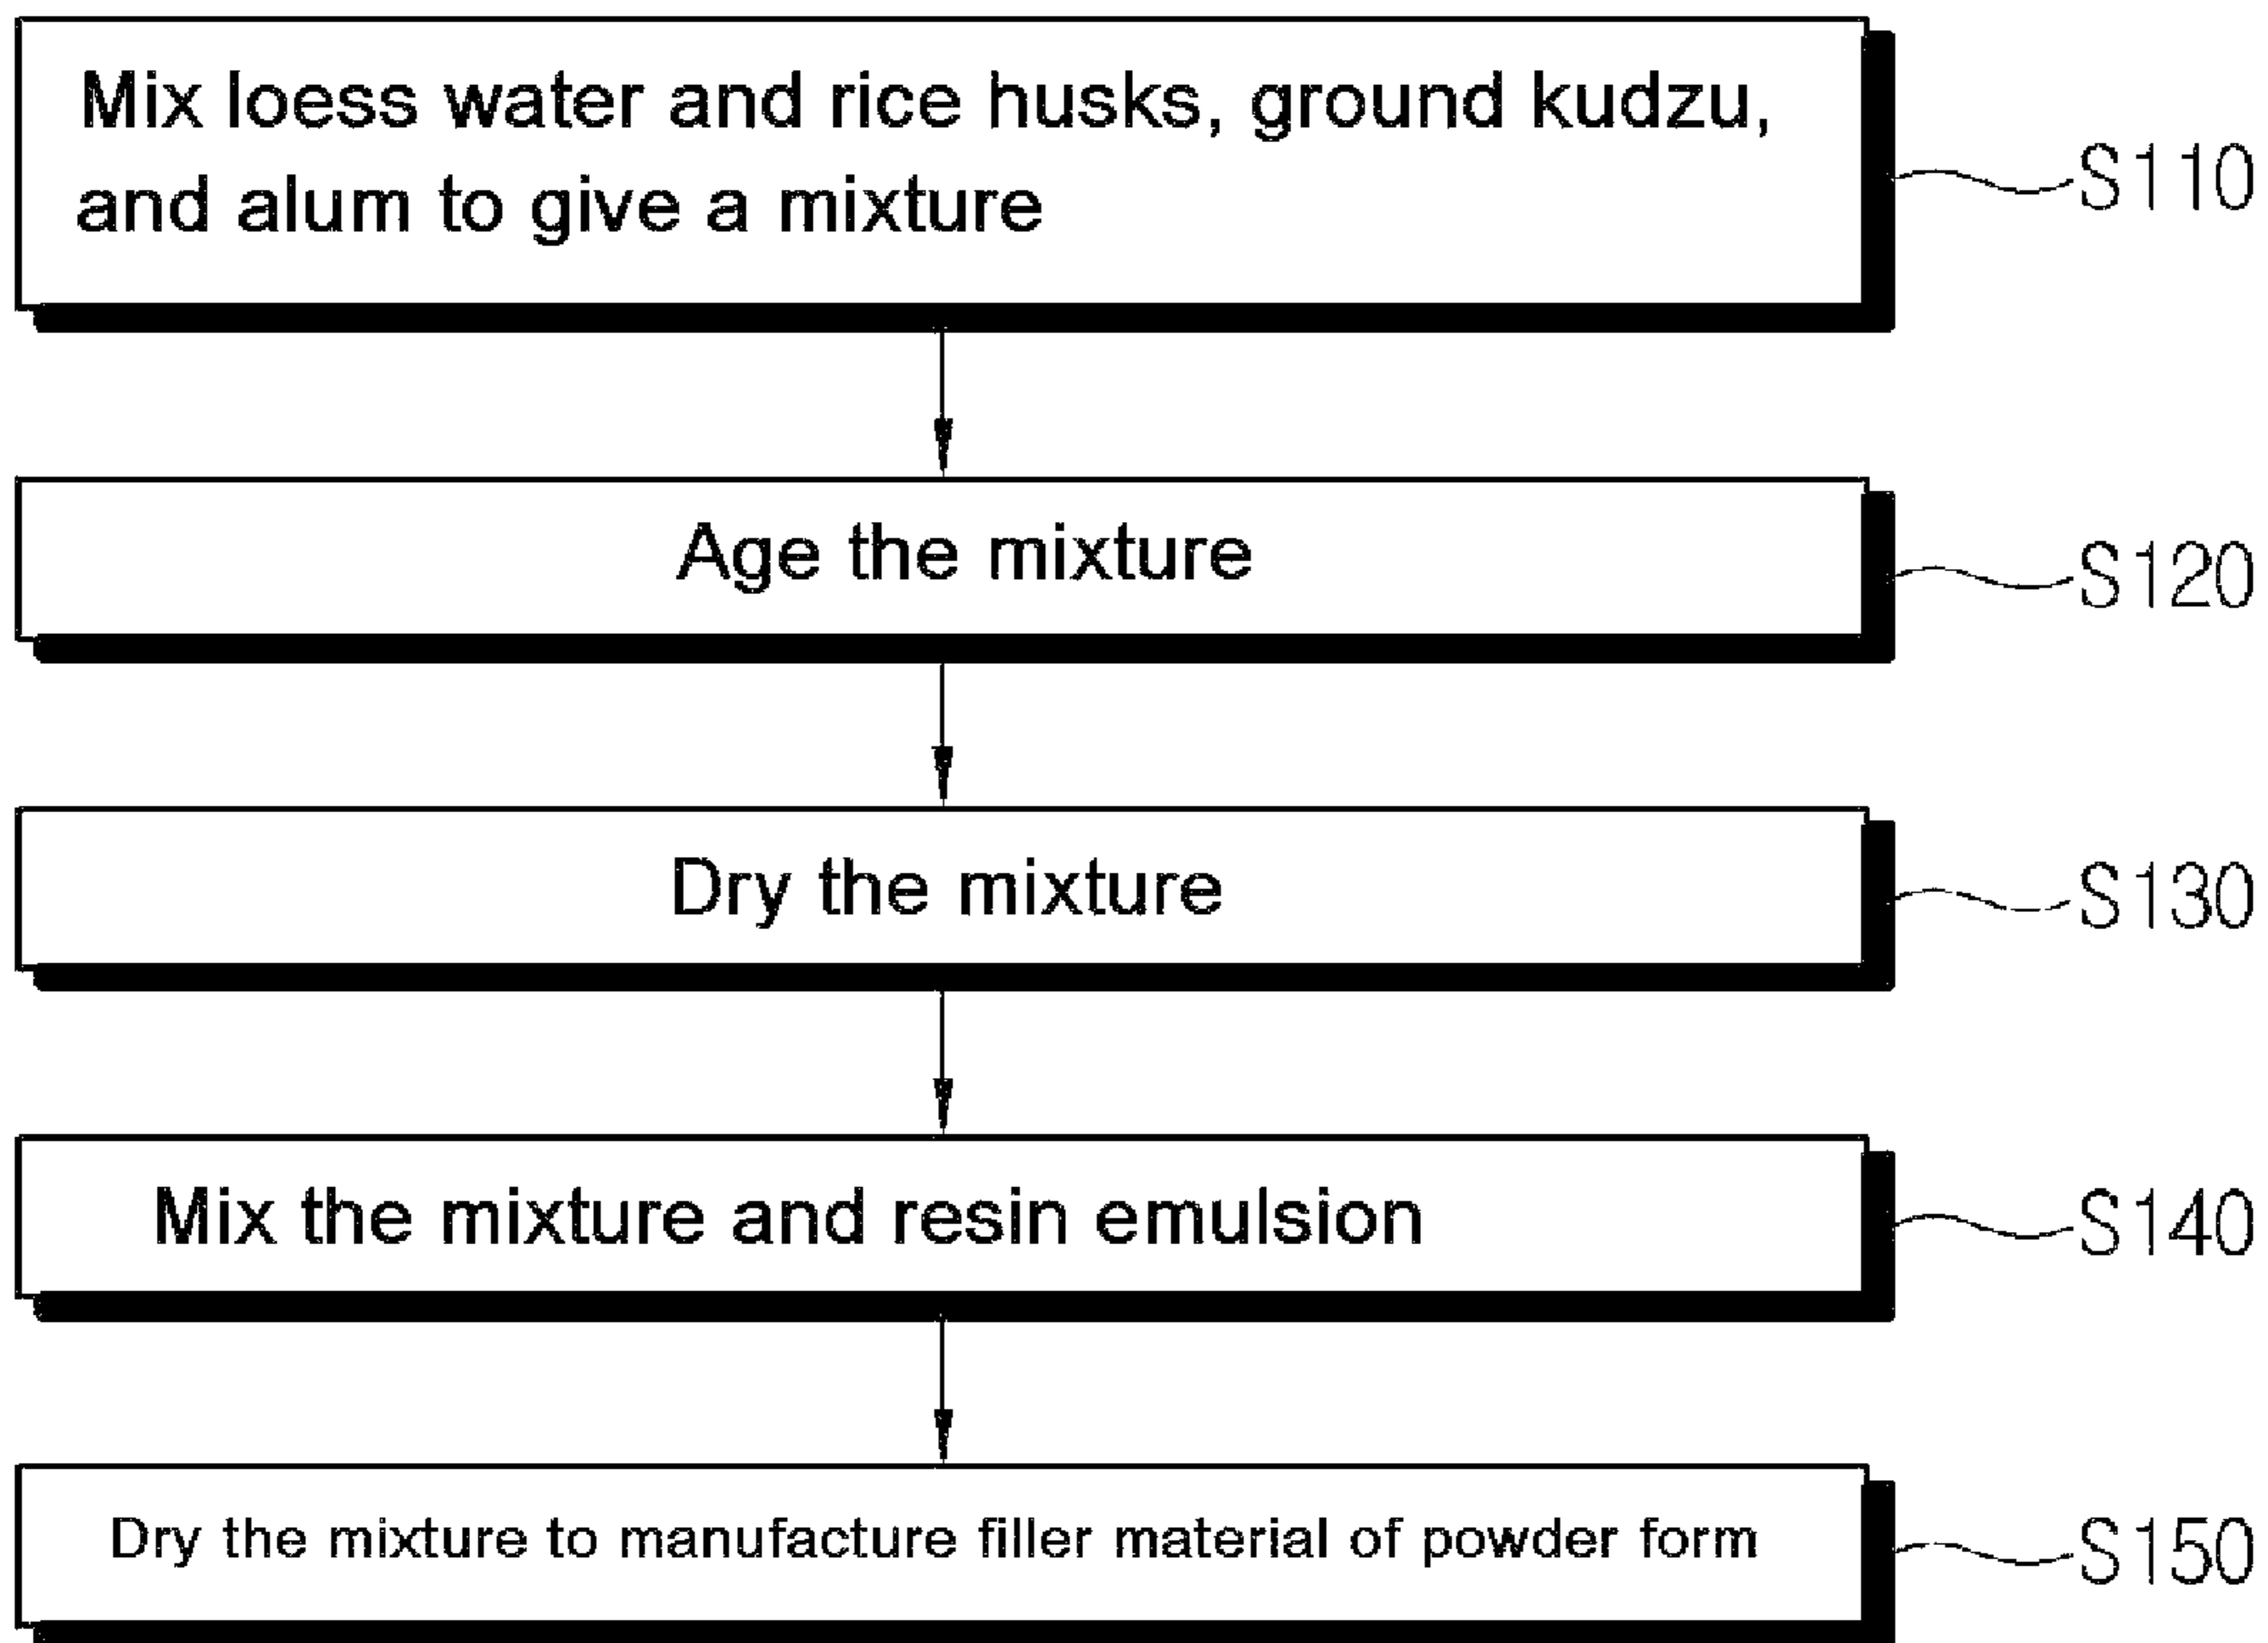 Mix loess water and rice husks, ground kudzu,
and alum to give a mixture
S110
Age the mixture
S120
Dry the mixture
S130
Mix the mixture and resin emulsion
S140
Dry the mixture to manufacture filler material of powder form
S150